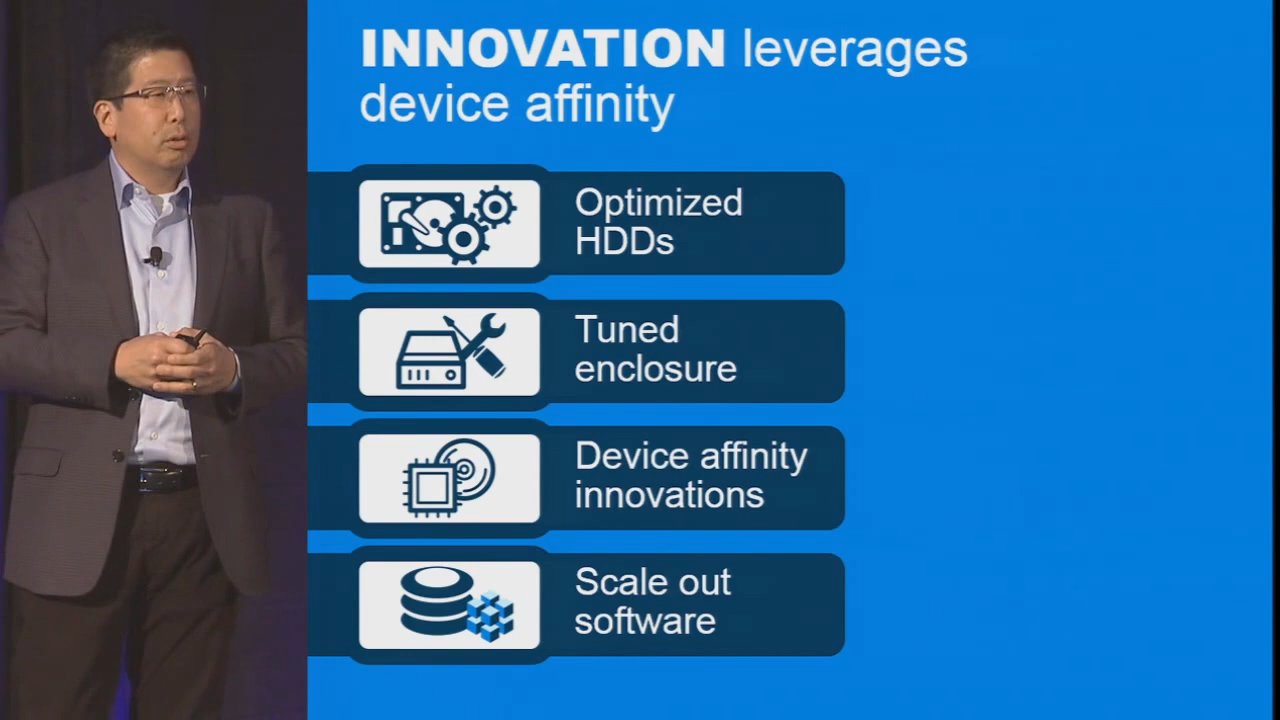 INNOVATION leverages
device affinity
Optimized
HDDs
Tuned
enclosure
Device affinity
innovations
Scale out
software